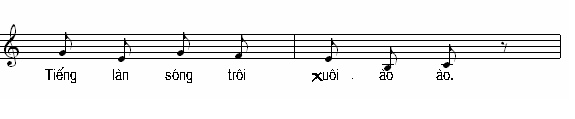 Tiếng làn sóng trôi xuôi . ào ào.